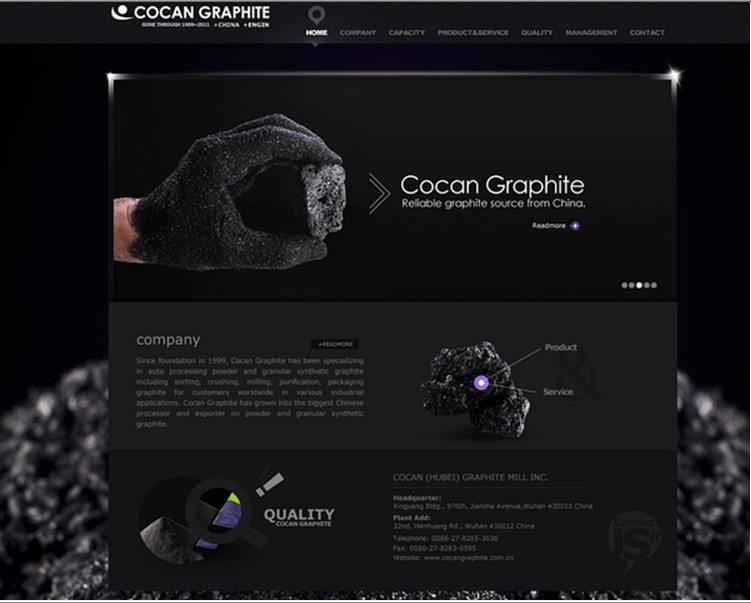 COCAN GRAPHITE
GONE THROUGH 1999~2011 +CHINA +ENGIN
HOME COMPANY CAPACITY PRODUCT&SERVICE QUALITY MANAGEMENT CONTACT
Cocan Graphite
Reliable graphite source from China.
Readmore
company
+READMORE
Since foundation in 1999, Cocan Graphite has been specializing
in auto processing powder and granular synthetic graphite
including sorting, crushing, milling, purification, packaging
graphite for customers worldwide in various industrial
applications. Cocan Graphite has grown into the biggest Chinese
processor and exporter on powder and granular synthetic
graphite.
Product
&
Service
QUALITY
COCAN GRAPHITE
COCAN (HUBEI) GRAPHITE MILL INC.
Headquarter:
Xinguang Bldg., 976th, Jianshe Avenue,Wuhan 430010 China
Plant Add:
32nd, Hanhuang Rd., Wuhan 430012 China
Telephone: 0086-27-8265-3636
Fax: 0086-27-8263-6595
Website: www.cocangraphite.com.cn
Contact